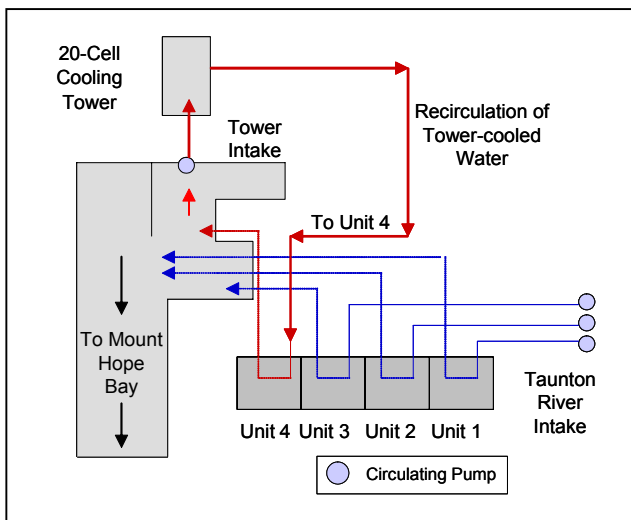 20-Cell
Cooling
Tower
Tower
Intake
Recirculation of
Tower-cooled
Water
To Unit 4
To Mount
Hope
Bay
Taunton
River
Intake
Unit 4 Unit 3 Unit 2 Unit 1
Circulating Pump